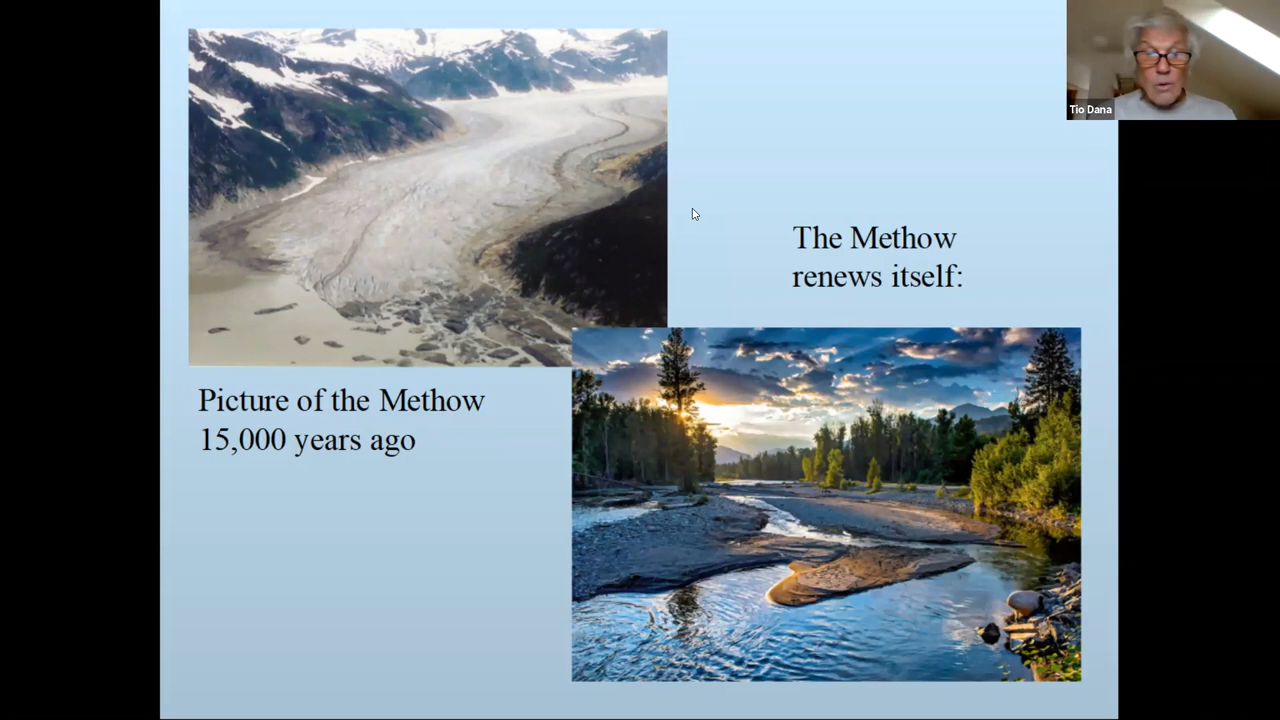 Tio Dana
The Methow
renews itself:
Picture of the Methow
15,000 years ago